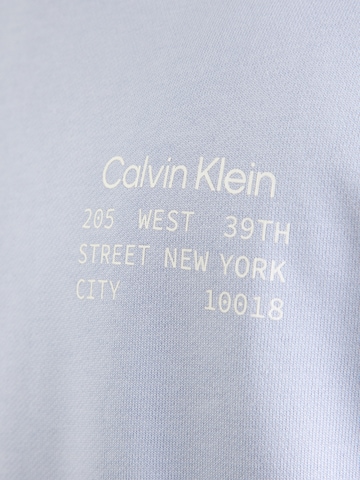 Calvin Klein
205 WEST 39TH
STREET NEW YORK
CITY 10018